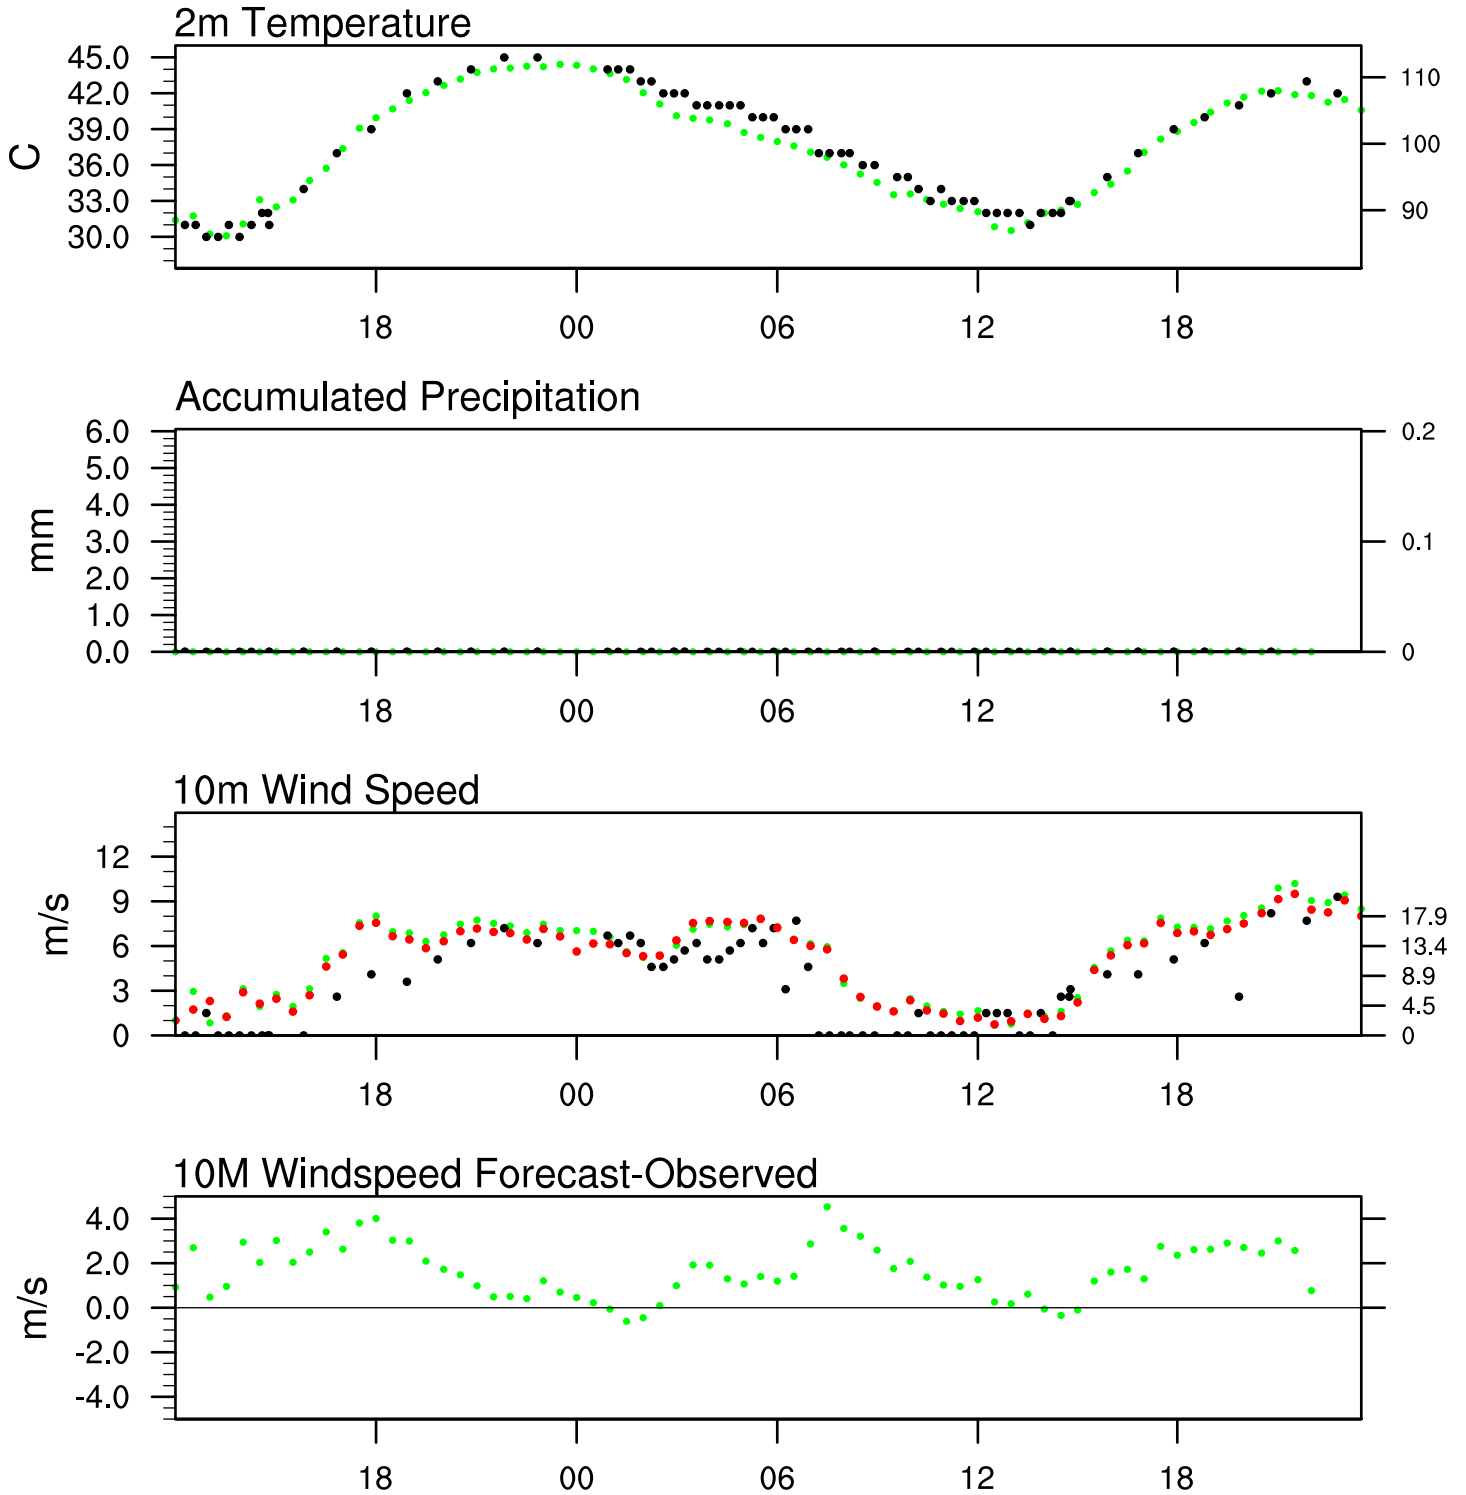 2m Temperature
45.0
42.0
39.0
36.0
33.0
30.0
C
110
100
90
18 00 06 12 18
Accumulated Precipitation
6.0
5.0
4.0
3.0
2.0
1.0
0.0
mm
0.2
0.1
0
18 00 06 12 18
10m Wind Speed
12
9
6
3
0
m/s
17.9
13.4
8.9
4.5
0
18 00 06 12 18
10M Windspeed Forecast-Observed
4.0
2.0
0.0
-2.0
-4.0
m/s
18 00 06 12 18